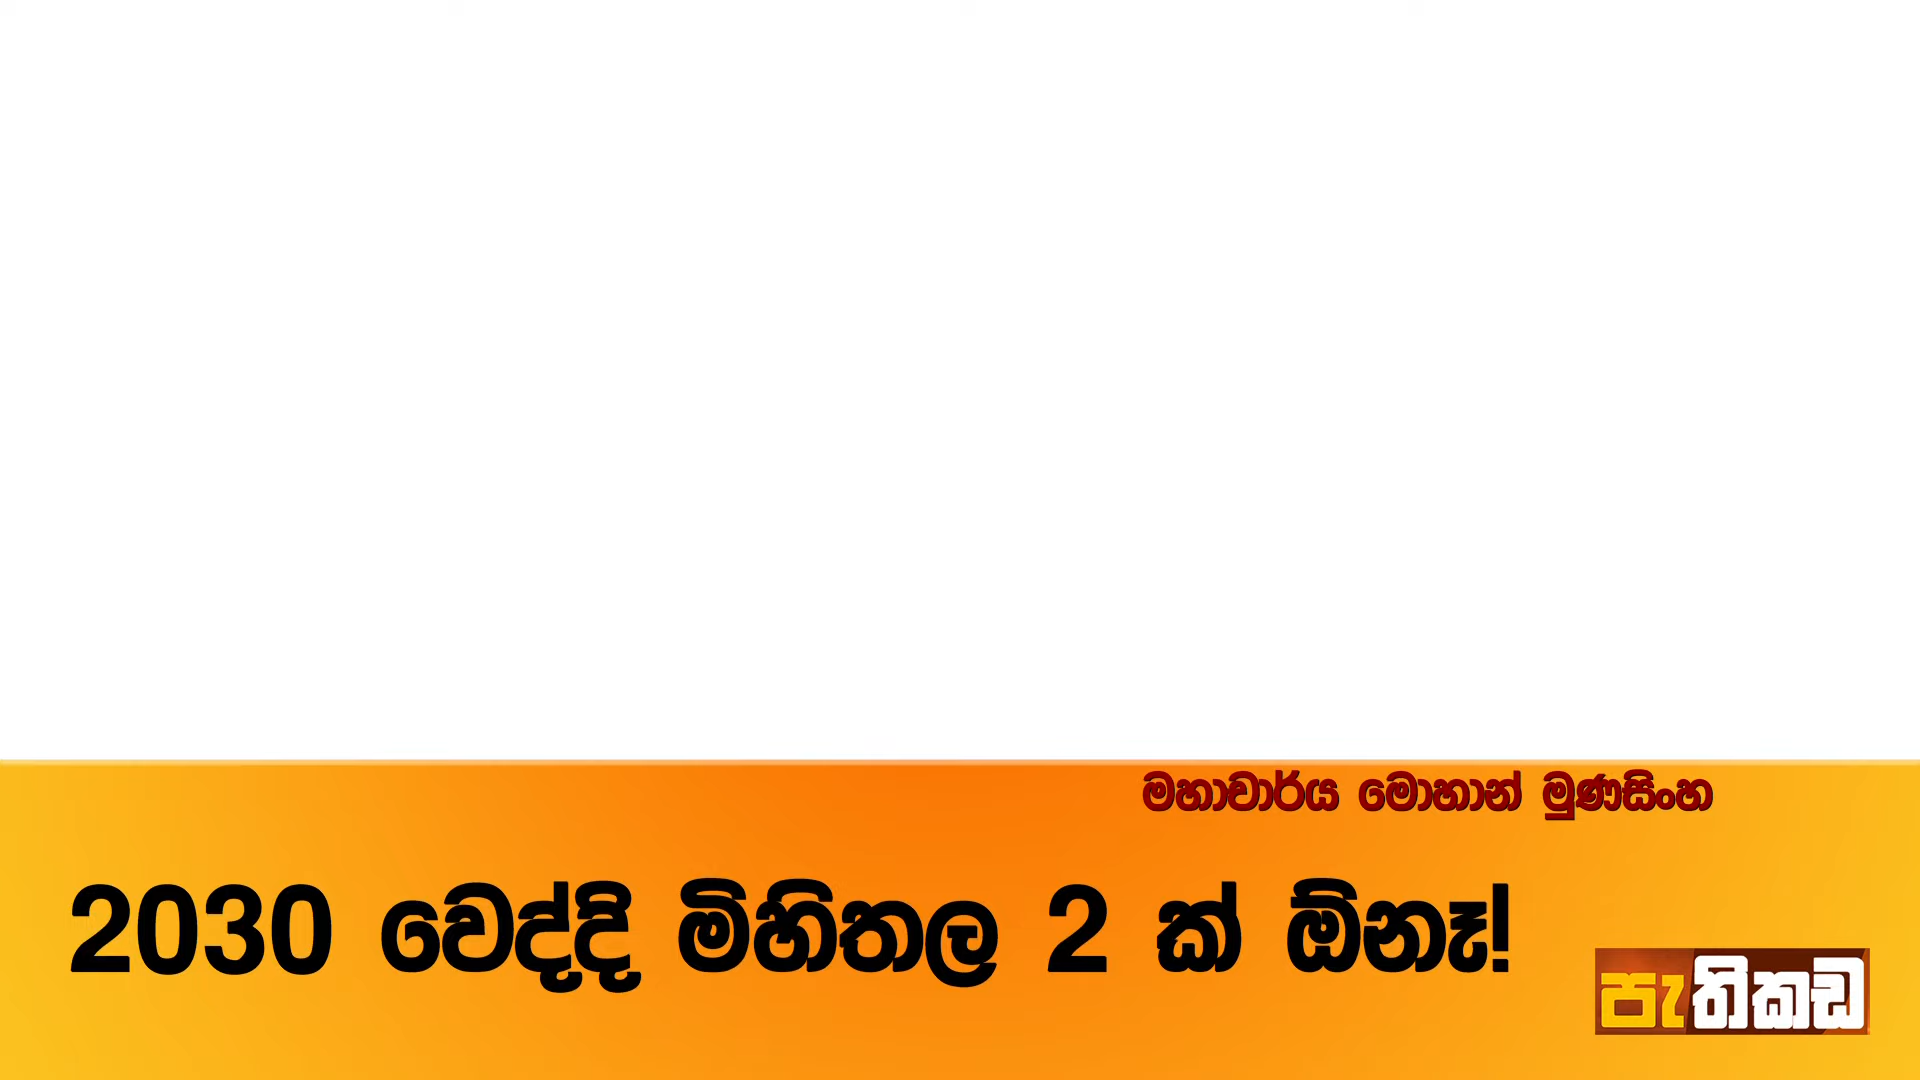 මහාචාර්ය මොහාන් මුණසිංහ
2030 වෙද්දි මිහිතල 2 ක් ඕනෑ!
පැතිකඩ